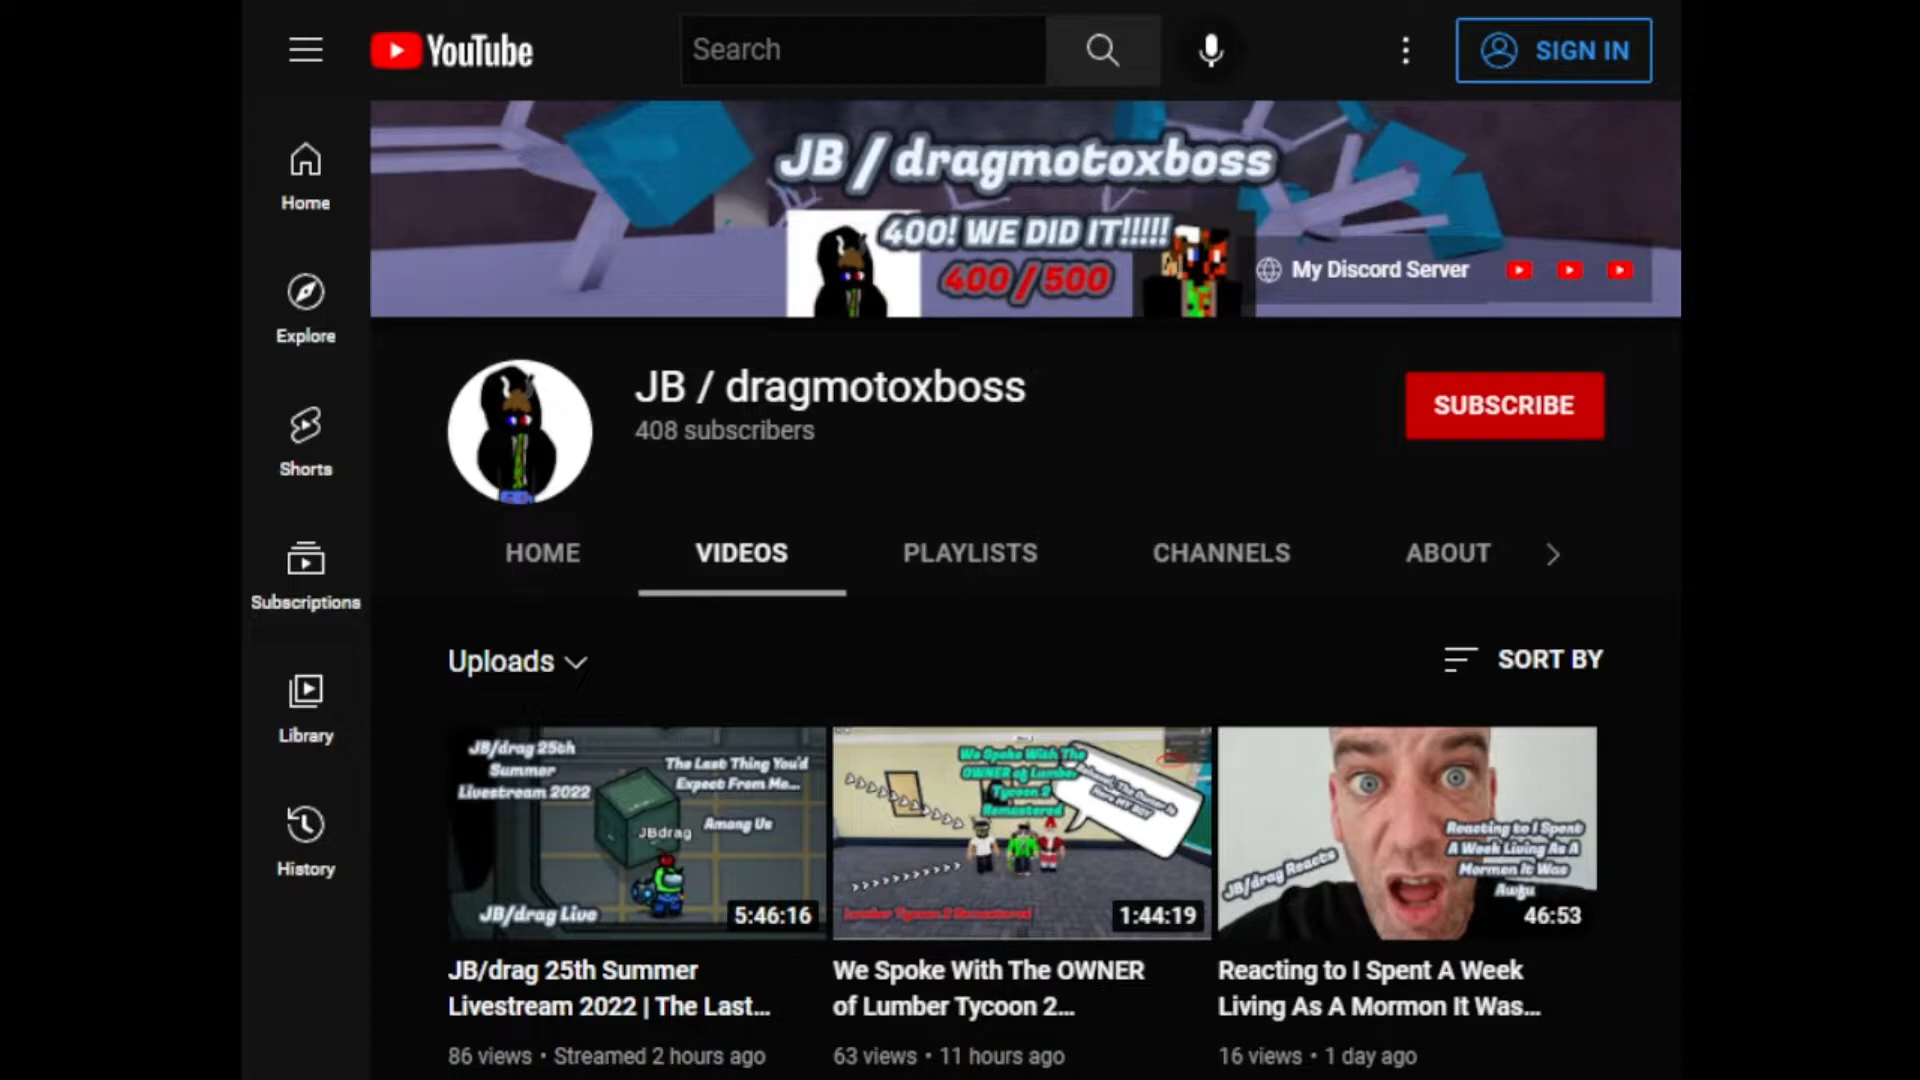 YouTube
Search
SIGN IN
Home
Explore
Shorts
Subscriptions
Library
History
JB / dragmotoxboss
400! WE DID IT!!!!!
400 / 500
My Discord Server
JB / dragmotoxboss
408 subscribers
SUBSCRIBE
HOME
VIDEOS
PLAYLISTS
CHANNELS
ABOUT
Uploads
SORT BY
JB/drag 25th
Summer
Livestream 2022
The Last Thing You'd
Expect From Me...
Among Us
JBdrag
JB/drag Live
5:46:16
We Spoke With The
OWNER of Lumber
Tycoon 2
Remastered
Lumber Tycoon 2 Remastered
1:44:19
JB/drag Reacts
Reacting to I Spent
A Week Living As A
Mormon It Was
Awfu
46:53
JB/drag 25th Summer
Livestream 2022 | The Last...
86 views • Streamed 2 hours ago
We Spoke With The OWNER
of Lumber Tycoon 2...
63 views • 11 hours ago
Reacting to I Spent A Week
Living As A Mormon It Was...
16 views • 1 day ago